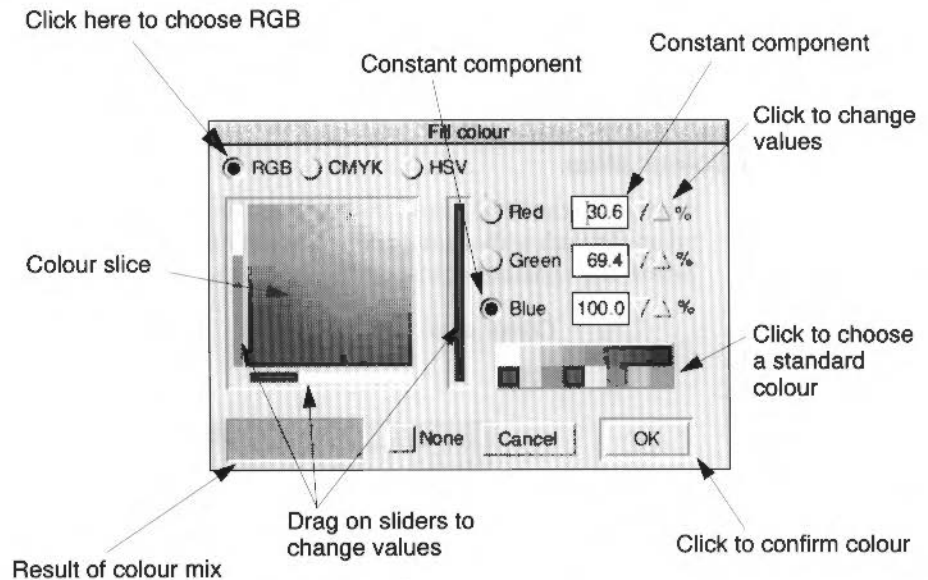 Click here to choose RGB
Constant component
Constant component
Click to change
values
Fill colour
RGB CMYK HSV
Red 30.6 %
Green 69.4 %
Blue 100.0 %
Colour slice
Click to choose
a standard
colour
None Cancel OK
Drag on sliders to
change values
Result of colour mix
Click to confirm colour